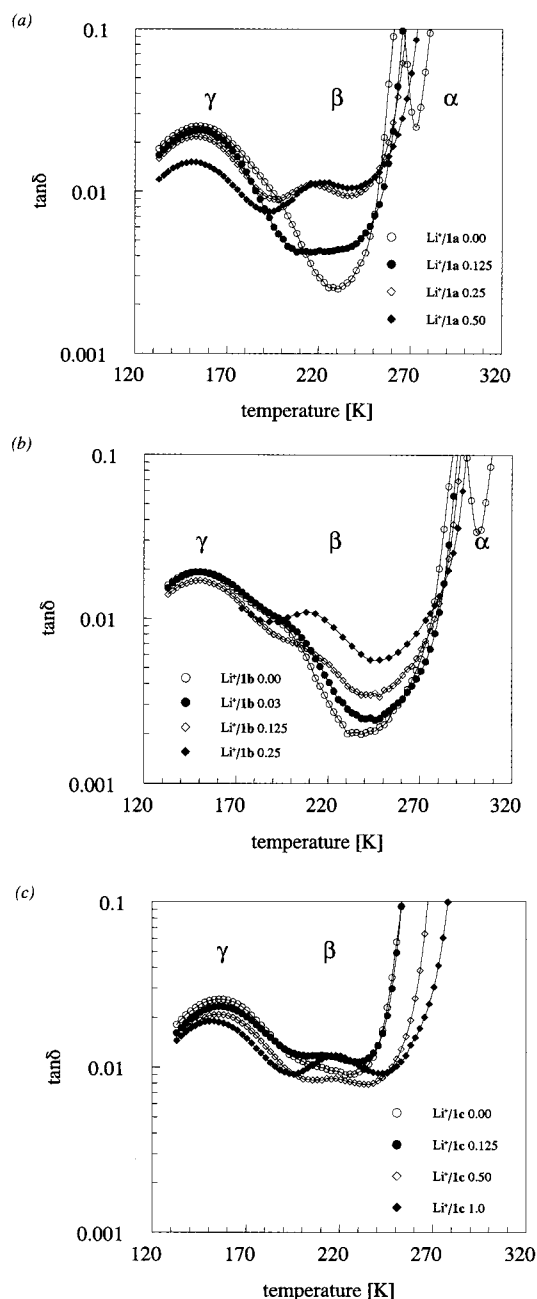 (a)
0.1
γ
β
α
tanδ
0.01
Li⁺/1a 0.00
Li⁺/1a 0.125
Li⁺/1a 0.25
Li⁺/1a 0.50
0.001
120 170 220 270 320
temperature [K]
(b)
0.1
γ
β
α
tanδ
0.01
Li⁺/1b 0.00
Li⁺/1b 0.03
Li⁺/1b 0.125
Li⁺/1b 0.25
0.001
120 170 220 270 320
temperature [K]
(c)
0.1
γ
β
tanδ
0.01
Li⁺/1c 0.00
Li⁺/1c 0.125
Li⁺/1c 0.50
Li⁺/1c 1.0
0.001
120 170 220 270 320
temperature [K]